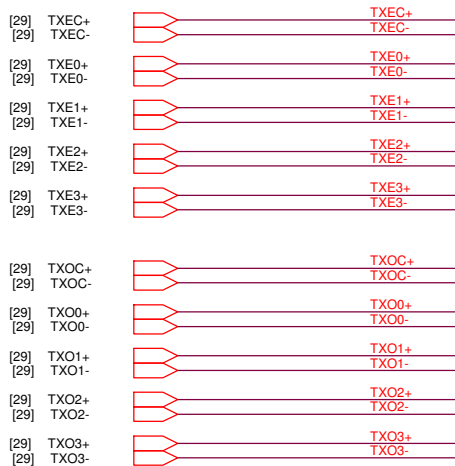 [29] TXEC+ TXEC+
[29] TXEC- TXEC-
[29] TXE0+ TXE0+
[29] TXE0- TXE0-
[29] TXE1+ TXE1+
[29] TXE1- TXE1-
[29] TXE2+ TXE2+
[29] TXE2- TXE2-
[29] TXE3+ TXE3+
[29] TXE3- TXE3-
[29] TXOC+ TXOC+
[29] TXOC- TXOC-
[29] TXO0+ TXO0+
[29] TXO0- TXO0-
[29] TXO1+ TXO1+
[29] TXO1- TXO1-
[29] TXO2+ TXO2+
[29] TXO2- TXO2-
[29] TXO3+ TXO3+
[29] TXO3- TXO3-